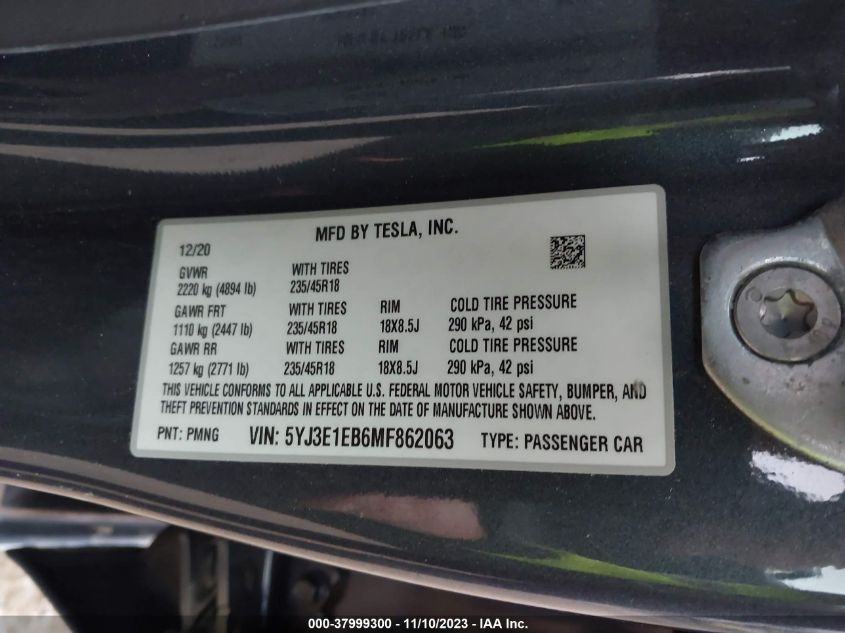 MFD BY TESLA, INC.
12/20
GVWR WITH TIRES
2220 kg (4894 lb) 235/45R18
GAWR FRT WITH TIRES RIM COLD TIRE PRESSURE
1110 kg (2447 lb) 235/45R18 18X8.5J 290 kPa, 42 psi
GAWR RR WITH TIRES RIM COLD TIRE PRESSURE
1257 kg (2771 lb) 235/45R18 18X8.5J 290 kPa, 42 psi
THIS VEHICLE CONFORMS TO ALL APPLICABLE U.S. FEDERAL MOTOR VEHICLE SAFETY, BUMPER, AND
THEFT PREVENTION STANDARDS IN EFFECT ON THE DATE OF MANUFACTURE SHOWN ABOVE.
PNT: PMNG VIN: 5YJ3E1EB6MF862063 TYPE: PASSENGER CAR
000-37999300 - 11/10/2023 - IAA Inc.